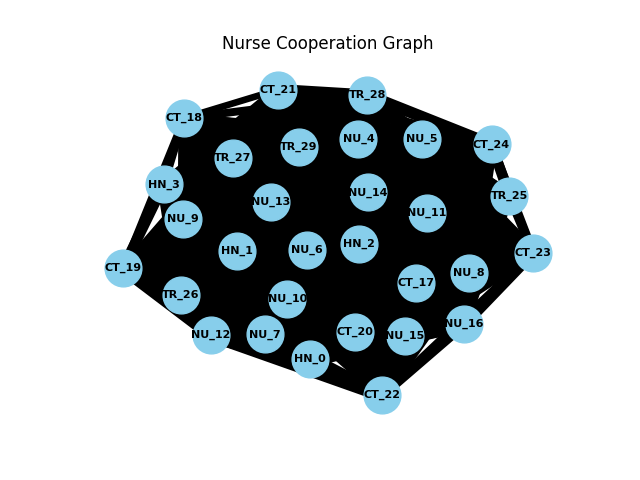 Nurse Cooperation Graph
CT_21
TR_28
CT_18
NU_4
NU_5
CT_24
TR_29
TR_27
HN_3
NU_14
TR_25
NU_13
NU_11
NU_9
HN_2
HN_1
NU_6
CT_23
CT_19
NU_8
CT_17
TR_26
NU_10
NU_16
CT_20
NU_12
NU_7
NU_15
HN_0
CT_22